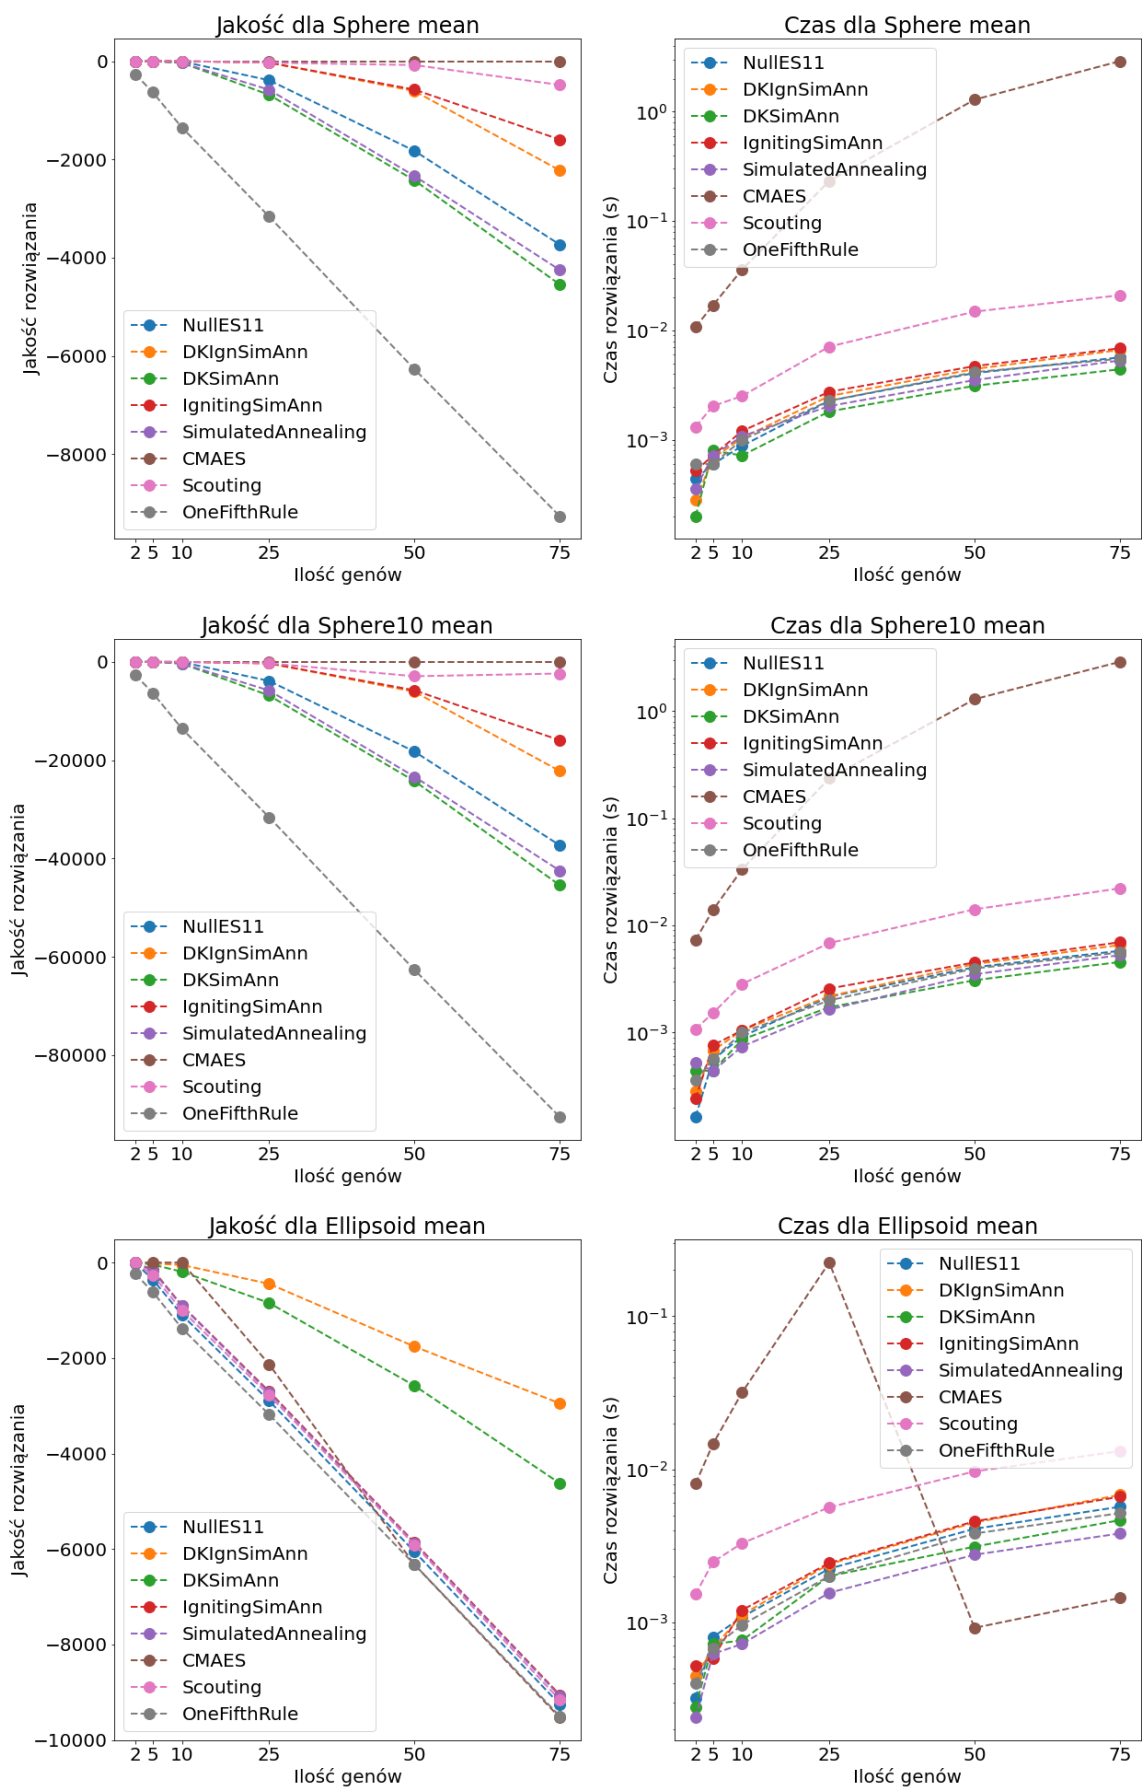 Jakość dla Sphere mean
Jakość rozwiązania
0
−2000
−4000
−6000
−8000
NullES11
DKIgnSimAnn
DKSimAnn
IgnitingSimAnn
SimulatedAnnealing
CMAES
Scouting
OneFifthRule
2 5 10 25 50 75
Ilość genów
Czas dla Sphere mean
Czas rozwiązania (s)
10⁰
10⁻¹
10⁻²
10⁻³
NullES11
DKIgnSimAnn
DKSimAnn
IgnitingSimAnn
SimulatedAnnealing
CMAES
Scouting
OneFifthRule
2 5 10 25 50 75
Ilość genów
Jakość dla Sphere10 mean
Jakość rozwiązania
0
−20000
−40000
−60000
−80000
NullES11
DKIgnSimAnn
DKSimAnn
IgnitingSimAnn
SimulatedAnnealing
CMAES
Scouting
OneFifthRule
2 5 10 25 50 75
Ilość genów
Czas dla Sphere10 mean
Czas rozwiązania (s)
10⁰
10⁻¹
10⁻²
10⁻³
NullES11
DKIgnSimAnn
DKSimAnn
IgnitingSimAnn
SimulatedAnnealing
CMAES
Scouting
OneFifthRule
2 5 10 25 50 75
Ilość genów
Jakość dla Ellipsoid mean
Jakość rozwiązania
0
−2000
−4000
−6000
−8000
−10000
NullES11
DKIgnSimAnn
DKSimAnn
IgnitingSimAnn
SimulatedAnnealing
CMAES
Scouting
OneFifthRule
2 5 10 25 50 75
Ilość genów
Czas dla Ellipsoid mean
Czas rozwiązania (s)
10⁻¹
10⁻²
10⁻³
NullES11
DKIgnSimAnn
DKSimAnn
IgnitingSimAnn
SimulatedAnnealing
CMAES
Scouting
OneFifthRule
2 5 10 25 50 75
Ilość genów